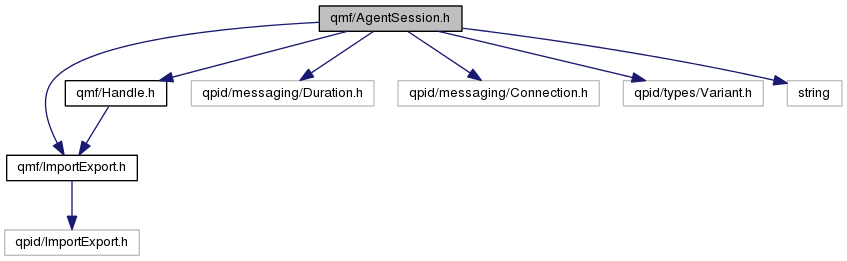 qmf/AgentSession.h
qmf/Handle.h
qpid/messaging/Duration.h
qpid/messaging/Connection.h
qpid/types/Variant.h
string
qmf/ImportExport.h
qpid/ImportExport.h